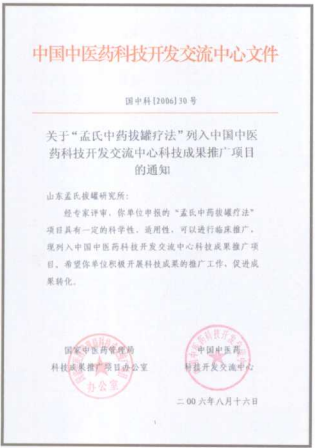 中国中医药科技开发交流中心文件
国中科[2006]30号
关于“孟氏中药拔罐疗法”列入中国中医
药科技开发交流中心科技成果推广项目
的通知
山东孟氏拔罐研究所：
经专家评审，你单位申报的“孟氏中药拔罐疗法”
项目具有一定的科学性、适用性，可以进行临床推广，
现列入中国中医药科技开发交流中心科技成果推广项
目。希望你单位积极开展科技成果的推广工作，促进成
果转化。
国家中医药管理局
科技成果推广项目办公室
中国中医药
科技开发交流中心
二00六年八月十六日